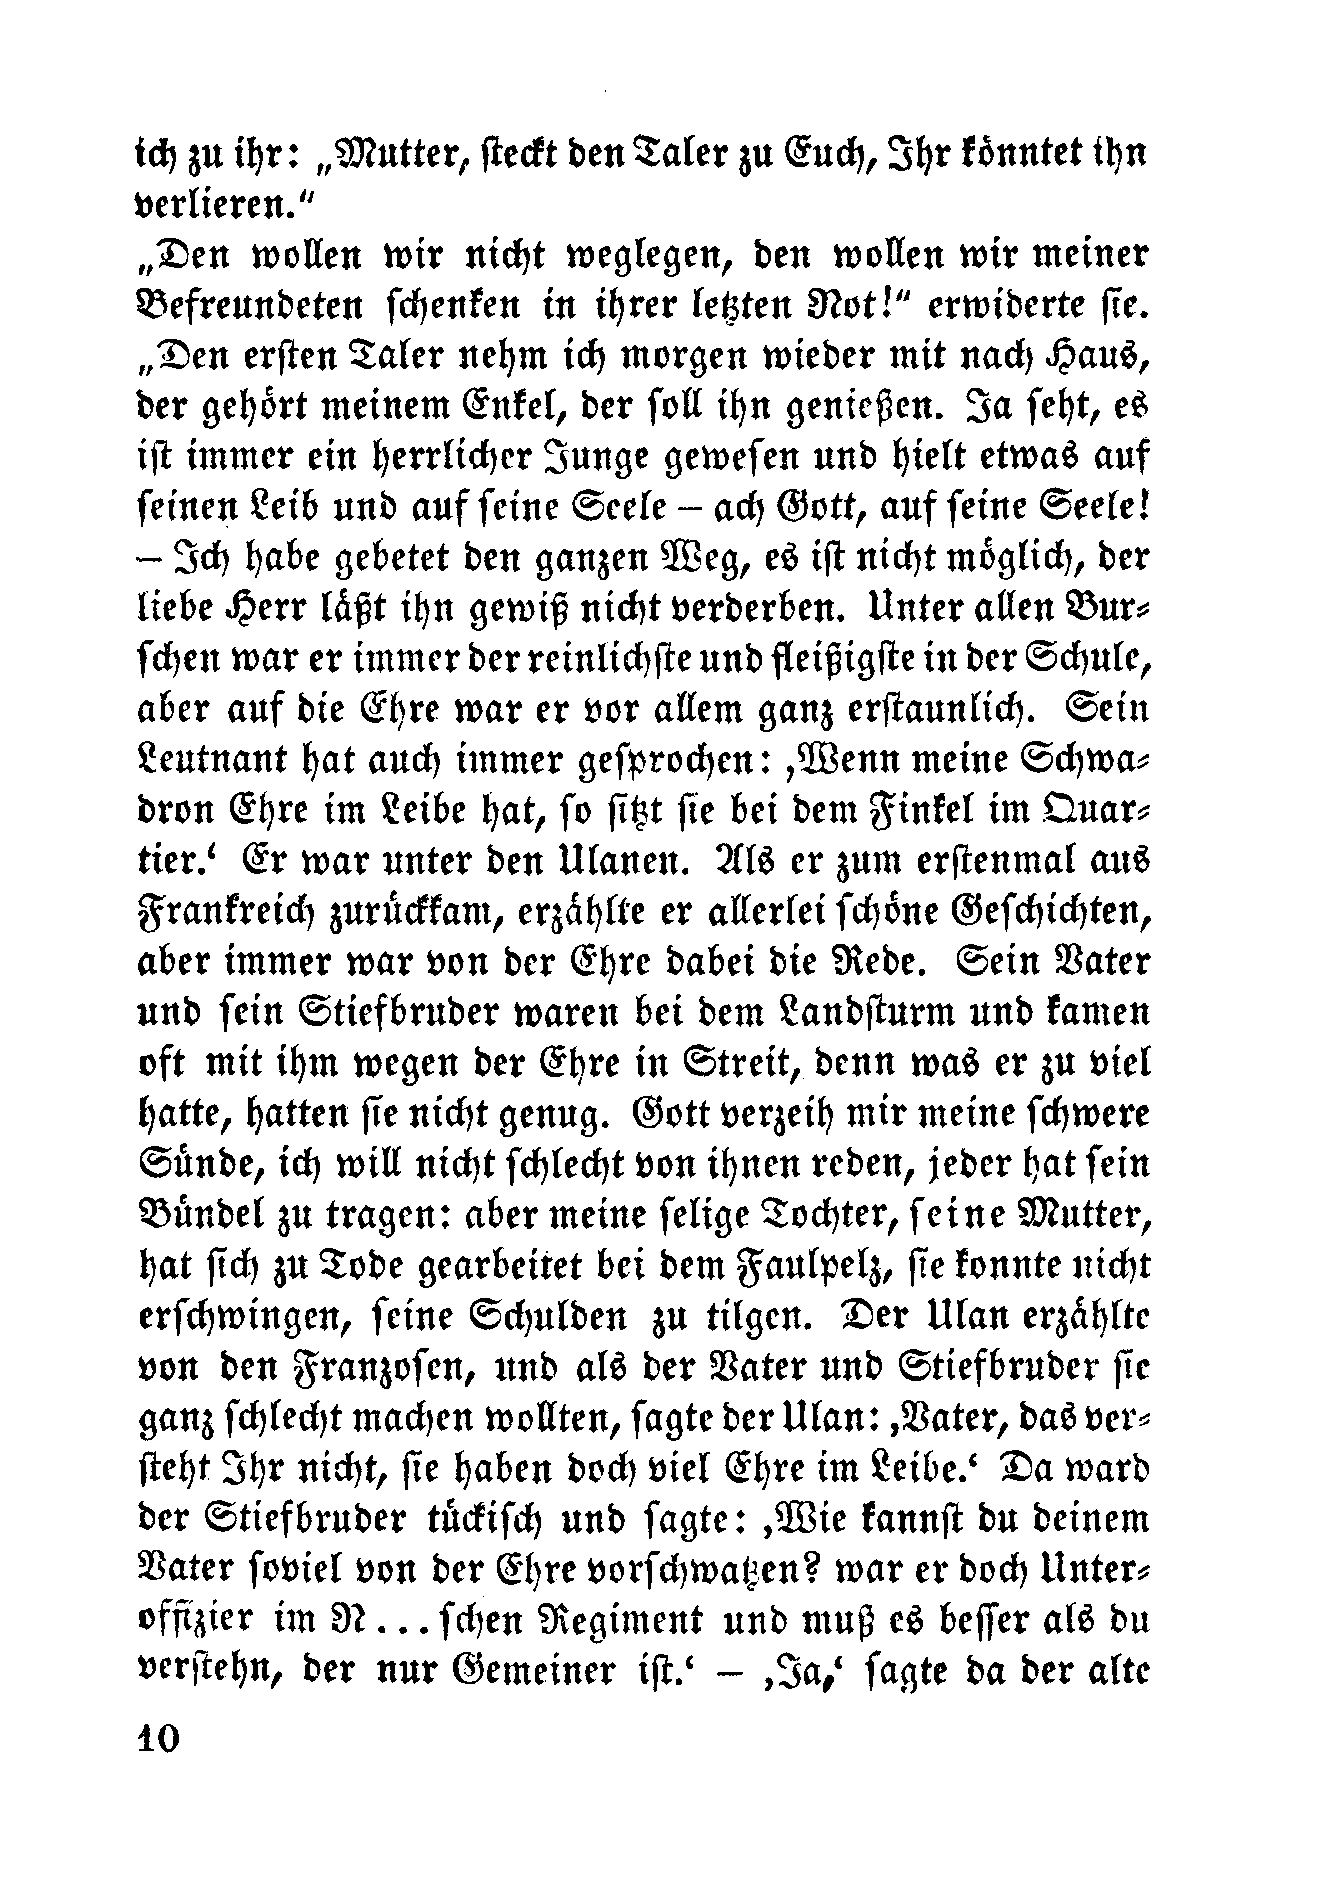 ich zu ihr: „Mutter, steckt den Taler zu Euch, Ihr könntet ihn
verlieren.“
„Den wollen wir nicht weglegen, den wollen wir meiner
Befreundeten schenken in ihrer letzten Not!“ erwiderte sie.
„Den ersten Taler nehm ich morgen wieder mit nach Haus,
der gehört meinem Enkel, der soll ihn genießen. Ja seht, es
ist immer ein herrlicher Junge gewesen und hielt etwas auf
seinen Leib und auf seine Seele – ach Gott, auf seine Seele!
– Ich habe gebetet den ganzen Weg, es ist nicht möglich, der
liebe Herr läßt ihn gewiß nicht verderben. Unter allen Bur-
schen war er immer der reinlichste und fleißigste in der Schule,
aber auf die Ehre war er vor allem ganz erstaunlich. Sein
Leutnant hat auch immer gesprochen: ‚Wenn meine Schwa-
dron Ehre im Leibe hat, so sitzt sie bei dem Finkel im Quar-
tier.‘ Er war unter den Ulanen. Als er zum erstenmal aus
Frankreich zurückkam, erzählte er allerlei schöne Geschichten,
aber immer war von der Ehre dabei die Rede. Sein Vater
und sein Stiefbruder waren bei dem Landsturm und kamen
oft mit ihm wegen der Ehre in Streit, denn was er zu viel
hatte, hatten sie nicht genug. Gott verzeih mir meine schwere
Sünde, ich will nicht schlecht von ihnen reden, jeder hat sein
Bündel zu tragen: aber meine selige Tochter, seine Mutter,
hat sich zu Tode gearbeitet bei dem Faulpelz, sie konnte nicht
erschwingen, seine Schulden zu tilgen. Der Ulan erzählte
von den Franzosen, und als der Vater und Stiefbruder sie
ganz schlecht machen wollten, sagte der Ulan: ‚Vater, das ver-
steht Ihr nicht, sie haben doch viel Ehre im Leibe.‘ Da ward
der Stiefbruder tückisch und sagte: ‚Wie kannst du deinem
Vater soviel von der Ehre vorschwatzen? war er doch Unter-
offizier im N...schen Regiment und muß es besser als du
verstehn, der nur Gemeiner ist.‘ – ‚Ja,‘ sagte da der alte
10